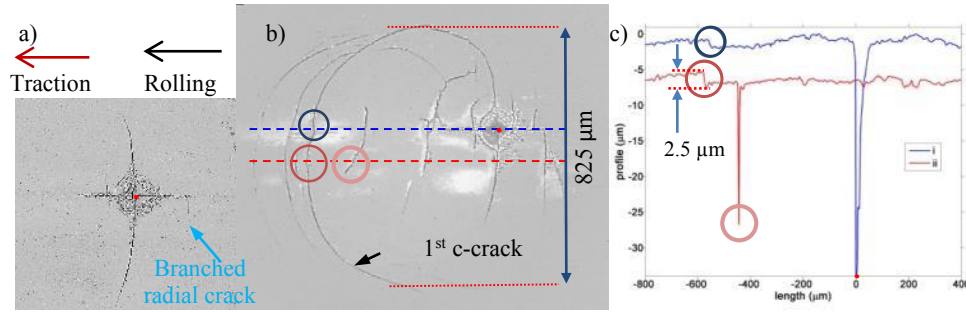 a)
Traction
Rolling
Branched
radial crack
b)
1st c-crack
825 µm
c)
0
-5
-10
-15
-20
-25
-30
profile (µm)
2.5 µm
i
ii
-800 -600 -400 -200 0 200 400
length (µm)